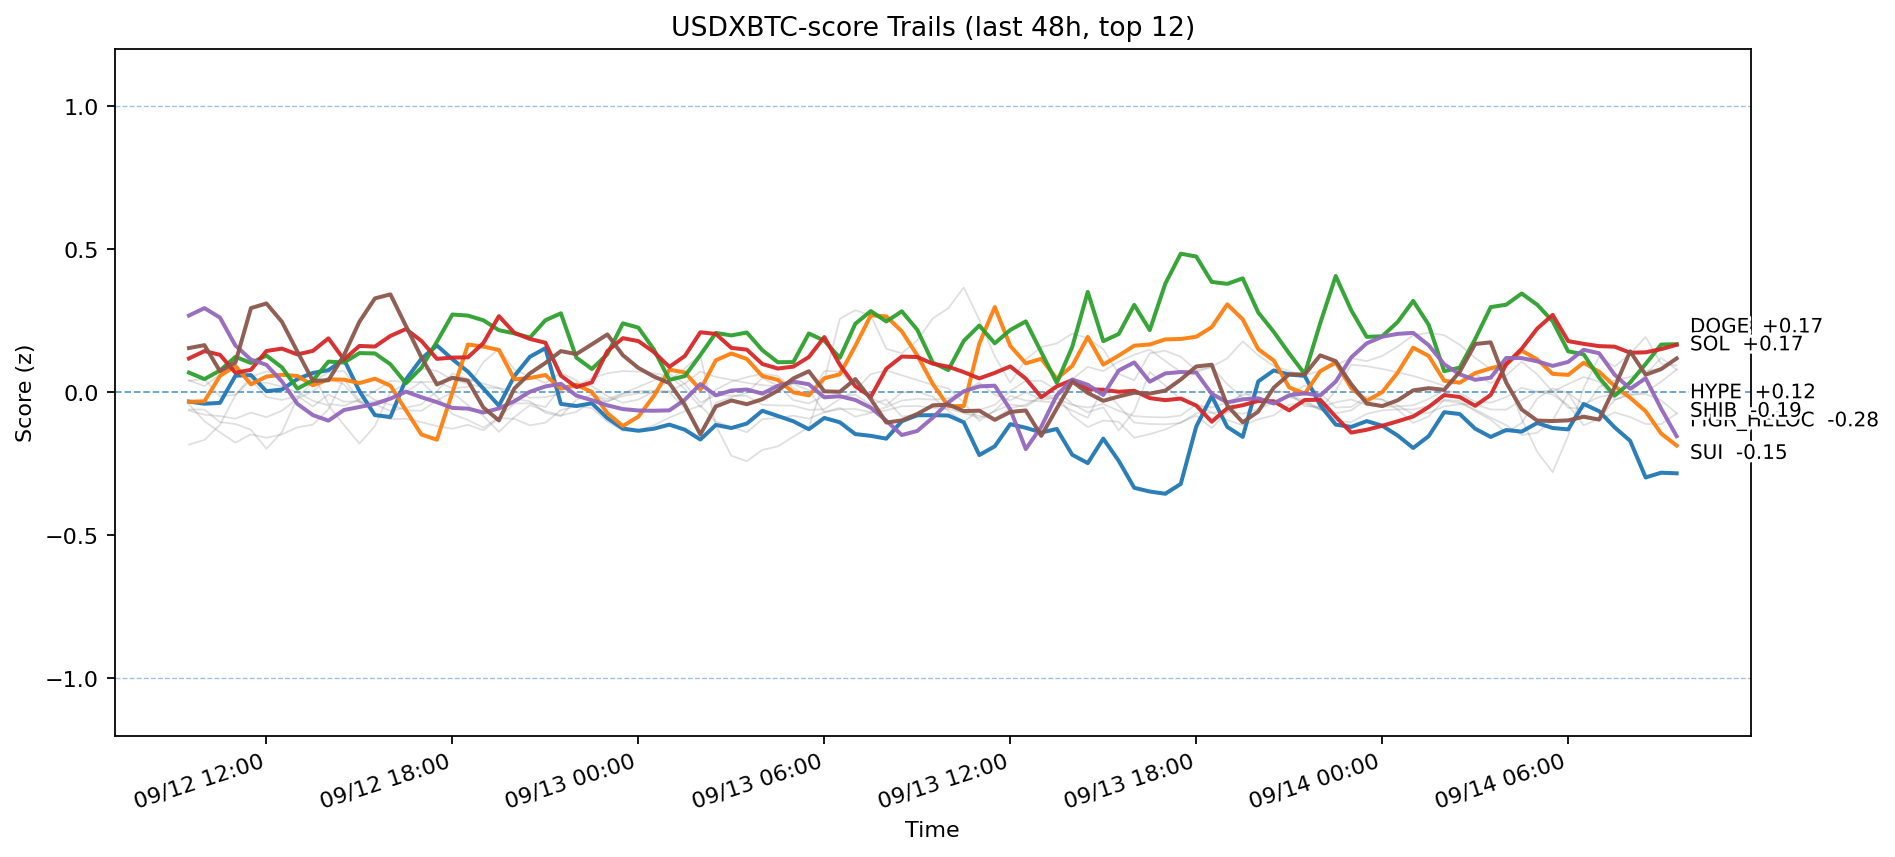 USDXBTC-score Trails (last 48h, top 12)
Score (z)
1.0
0.5
0.0
−0.5
−1.0
DOGE +0.17
SOL +0.17
HYPE +0.12
SHIB -0.19
-0.28
SUI -0.15
09/12 12:00
09/12 18:00
09/13 00:00
09/13 06:00
09/13 12:00
09/13 18:00
09/14 00:00
09/14 06:00
Time